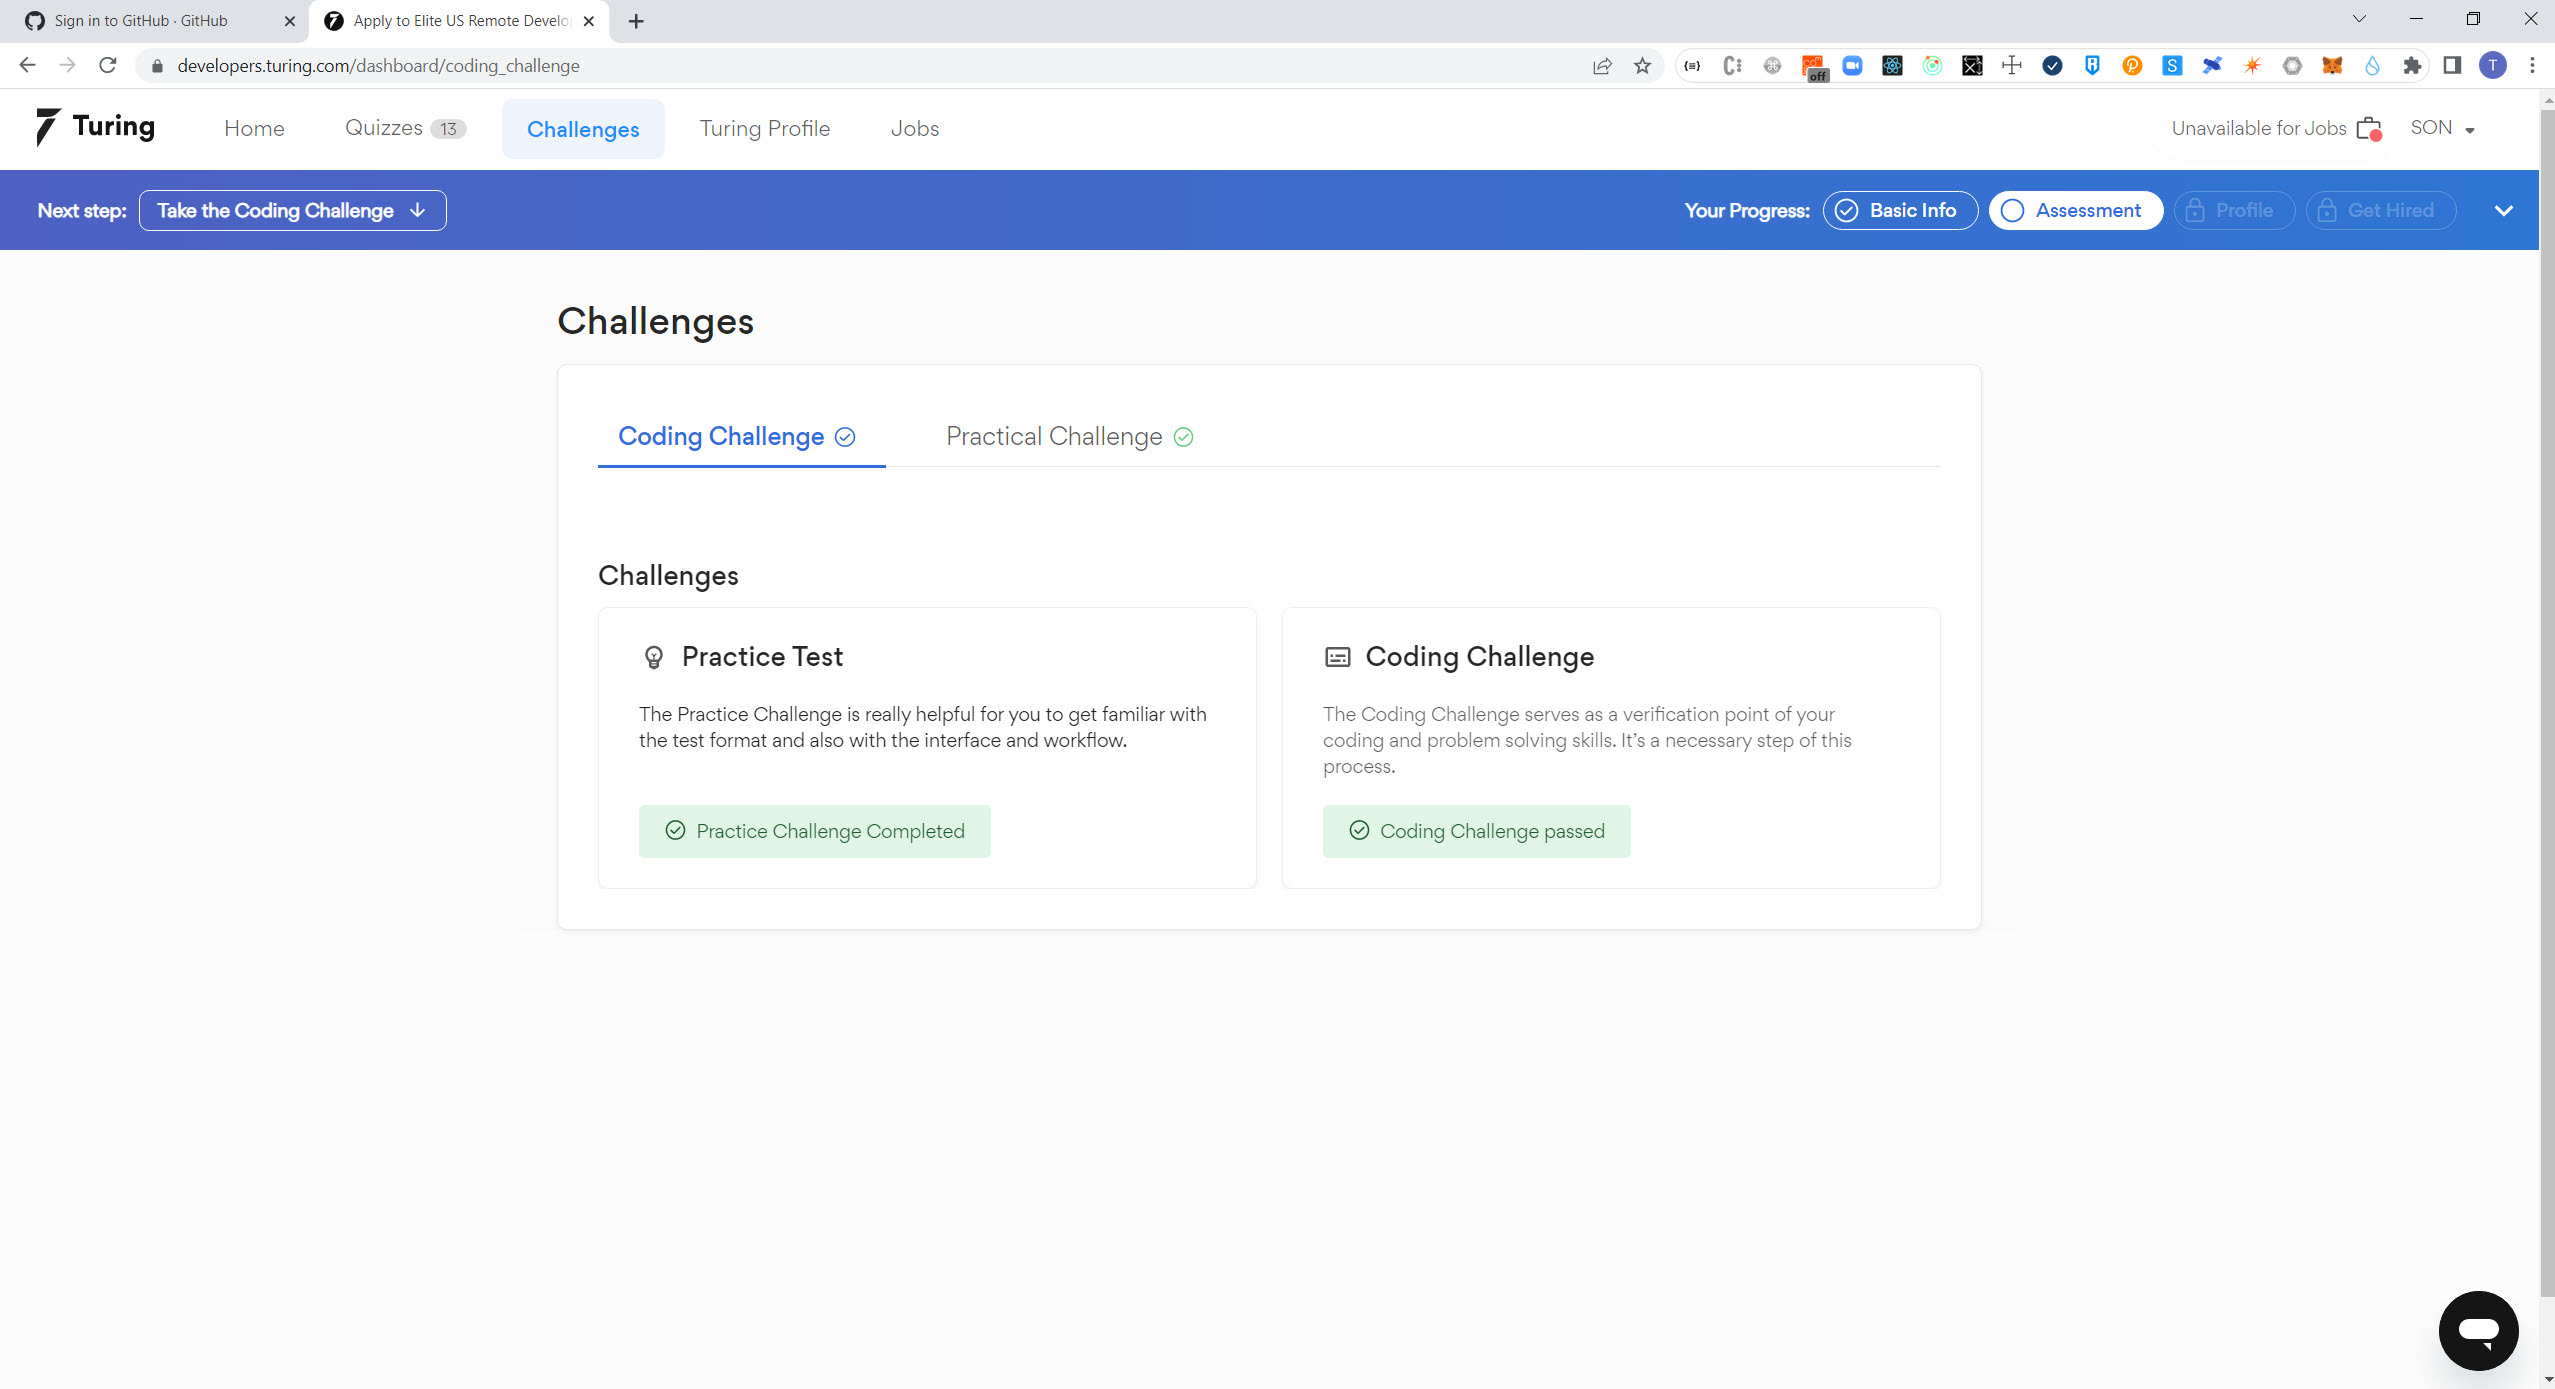 Sign in to GitHub · GitHub
Apply to Elite US Remote Develo
developers.turing.com/dashboard/coding_challenge
off
S
T
Turing
Home
Quizzes 13
Challenges
Turing Profile
Jobs
Unavailable for Jobs
SON
Next step:
Take the Coding Challenge
Your Progress:
Basic Info
Assessment
Profile
Get Hired
Challenges
Coding Challenge
Practical Challenge
Challenges
Practice Test
The Practice Challenge is really helpful for you to get familiar with
the test format and also with the interface and workflow.
Practice Challenge Completed
Coding Challenge
The Coding Challenge serves as a verification point of your
coding and problem solving skills. It’s a necessary step of this
process.
Coding Challenge passed